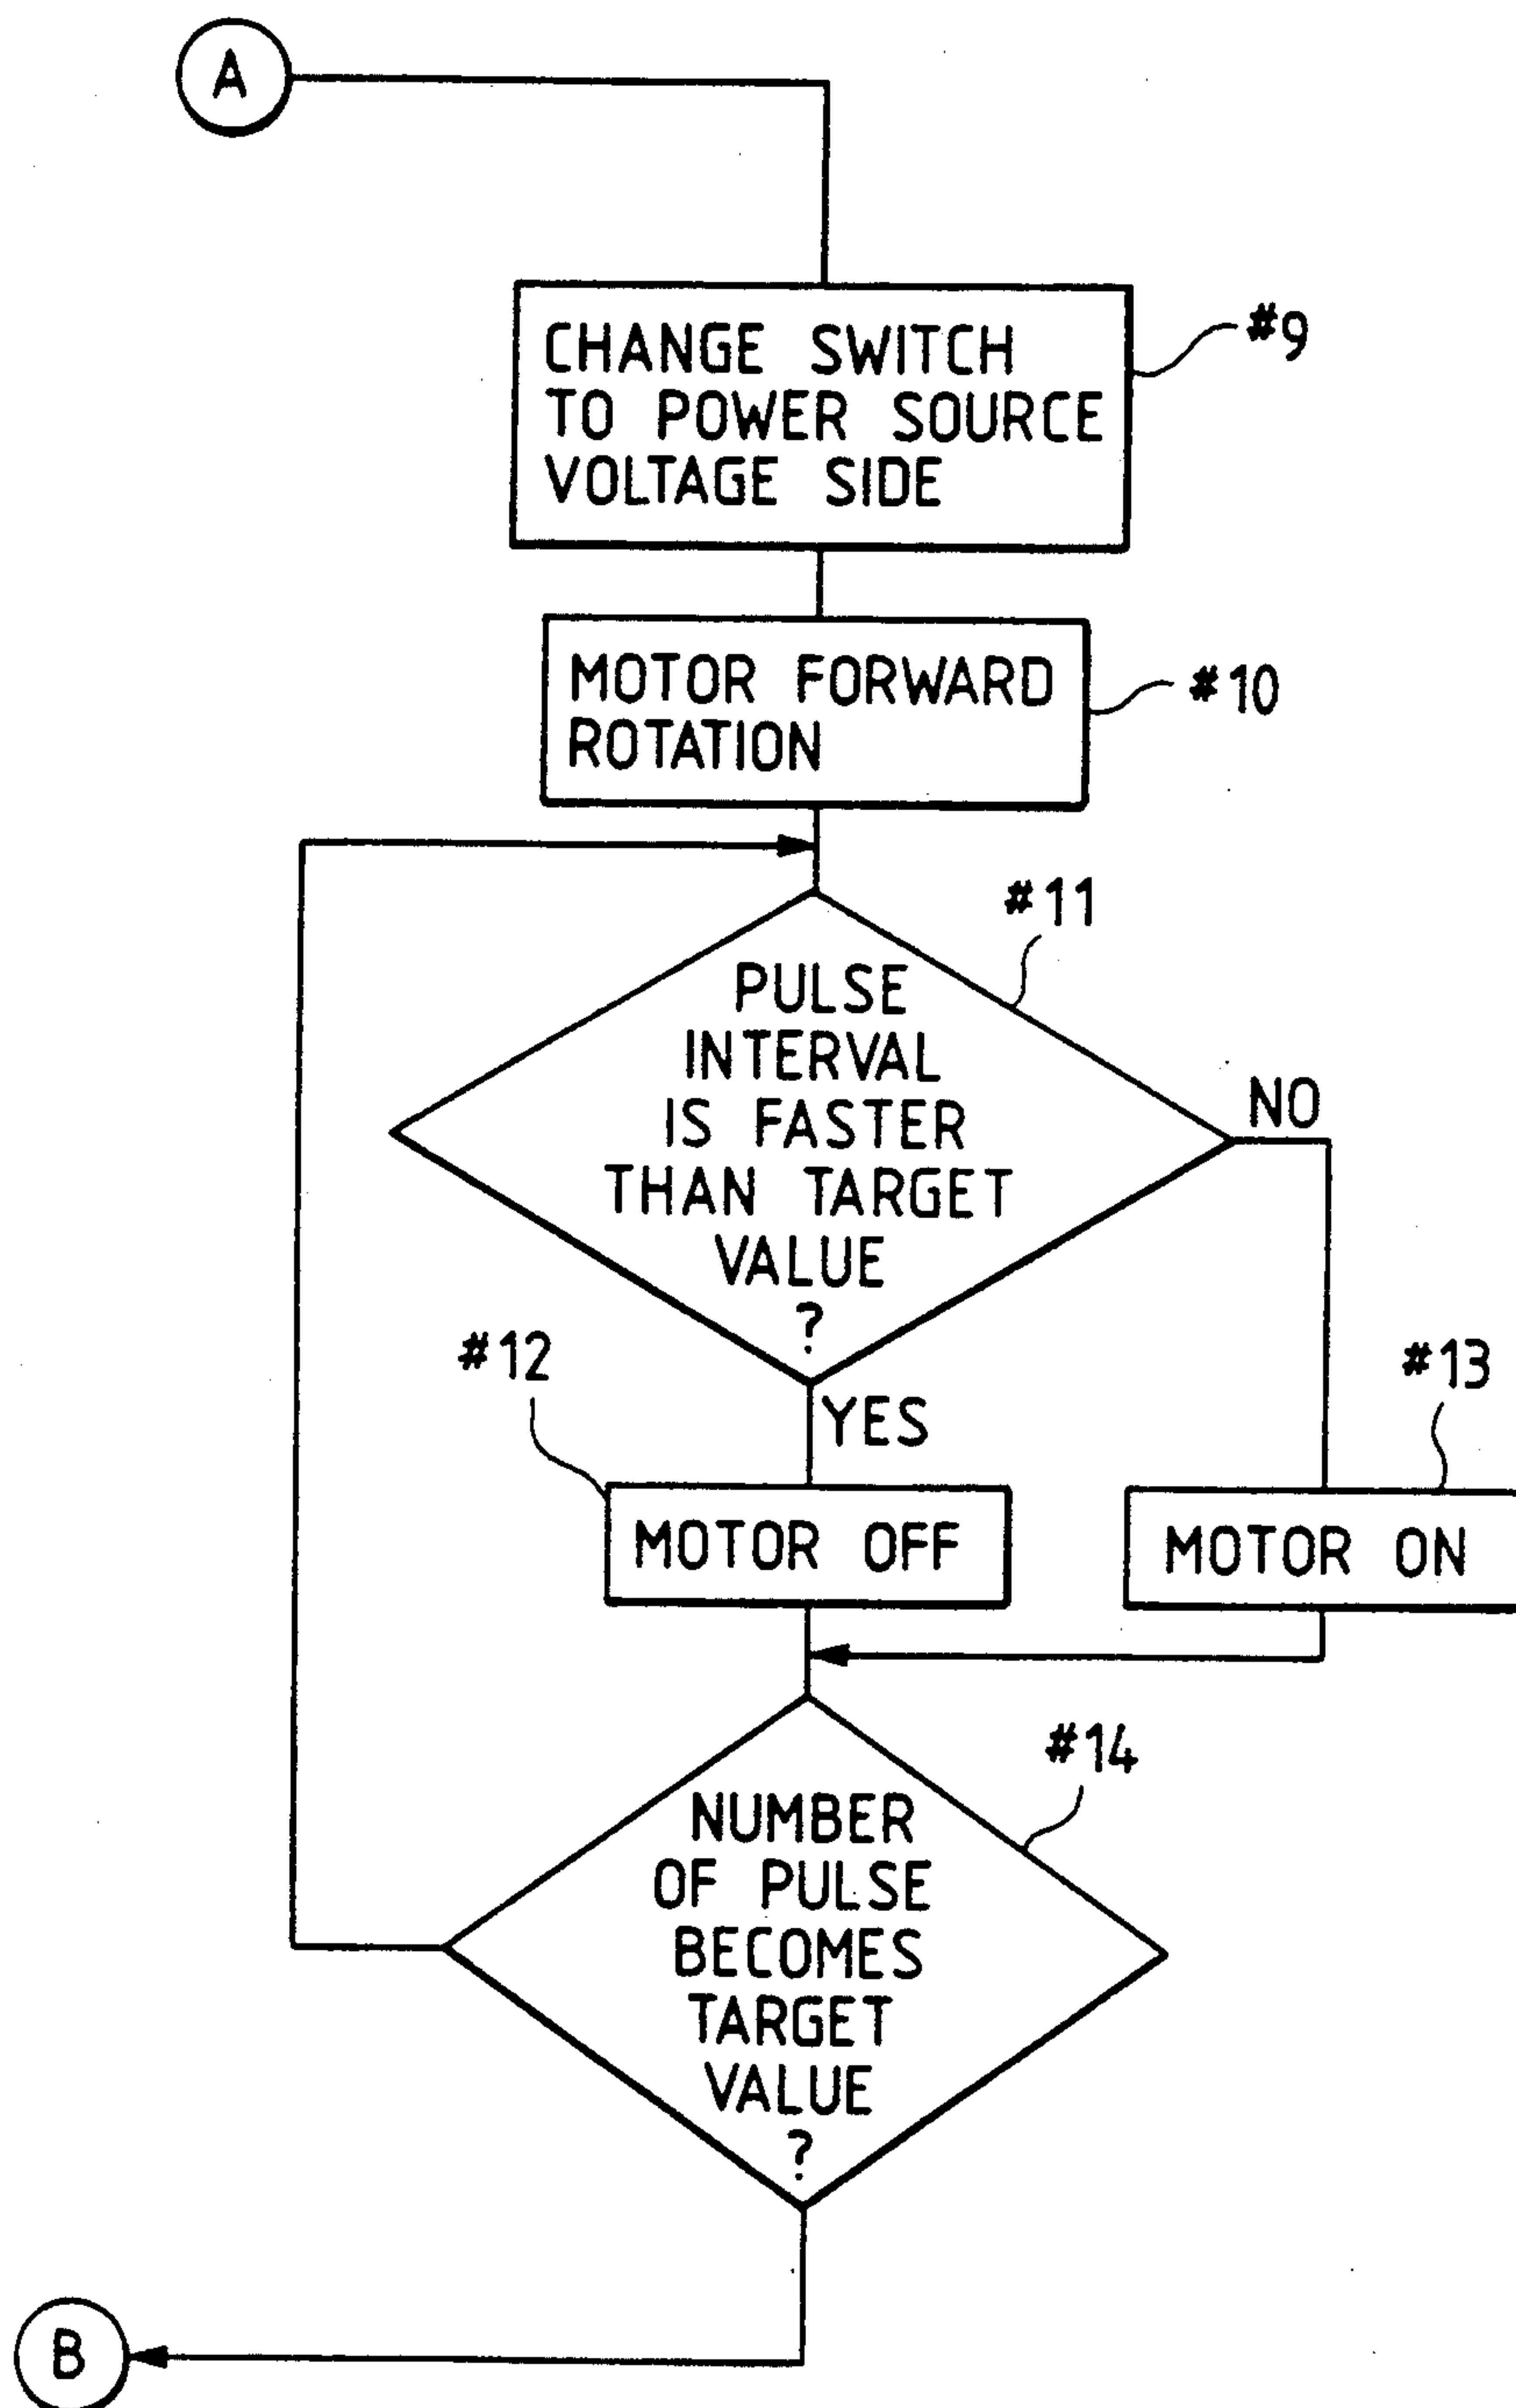 A
CHANGE SWITCH
TO POWER SOURCE
VOLTAGE SIDE
#9
MOTOR FORWARD
ROTATION
#10
#11
PULSE
INTERVAL
IS FASTER
THAN TARGET
VALUE
?
NO
YES
#12
MOTOR OFF
#13
MOTOR ON
#14
NUMBER
OF PULSE
BECOMES
TARGET
VALUE
?
B